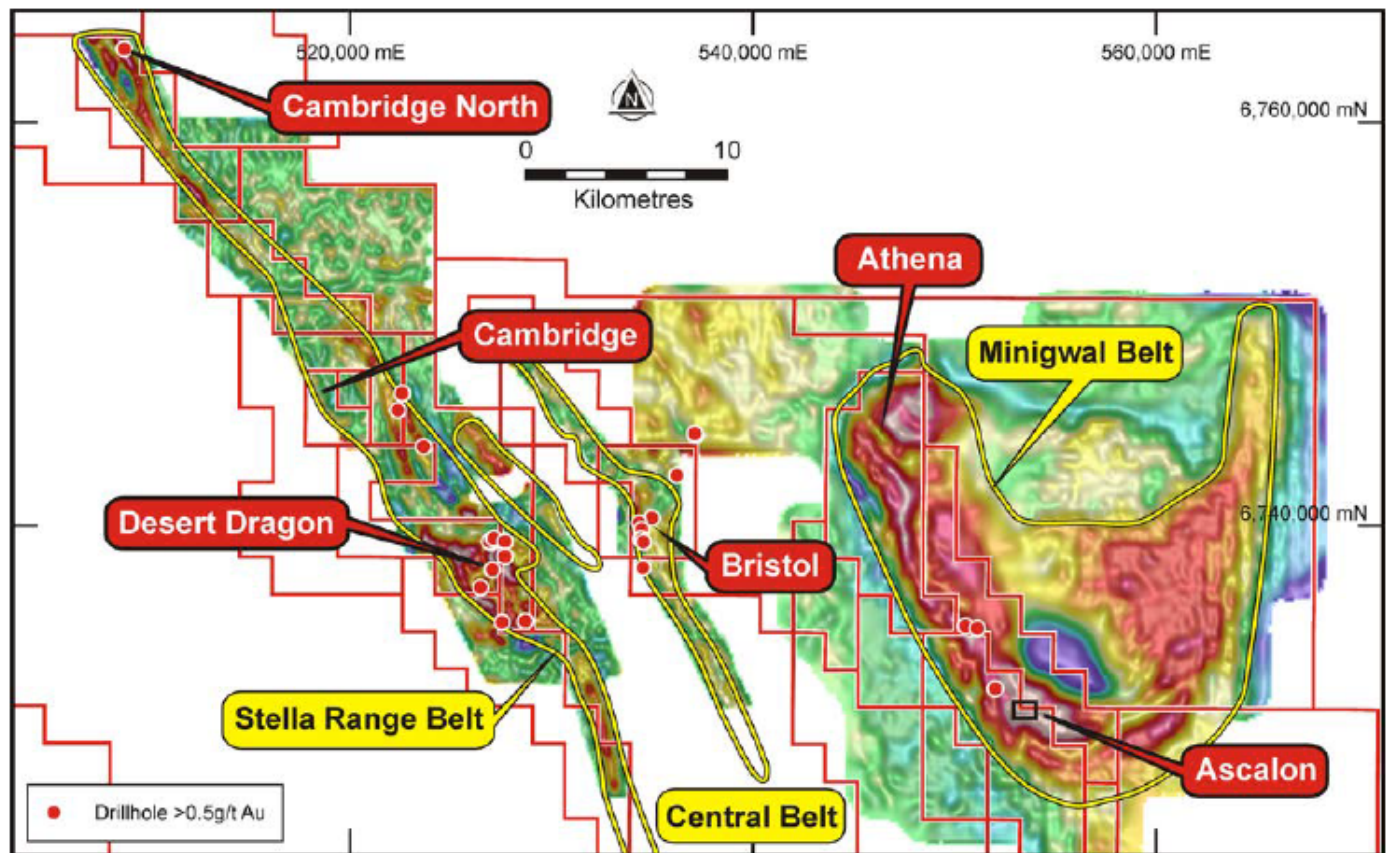 520,000 mE
540,000 mE
560,000 mE
Cambridge North
N
6,760,000 mN
0 10
Kilometres
Athena
Cambridge
Minigwal Belt
Desert Dragon
6,740,000 mN
Bristol
Stella Range Belt
Ascalon
Central Belt
Drillhole >0.5g/t Au